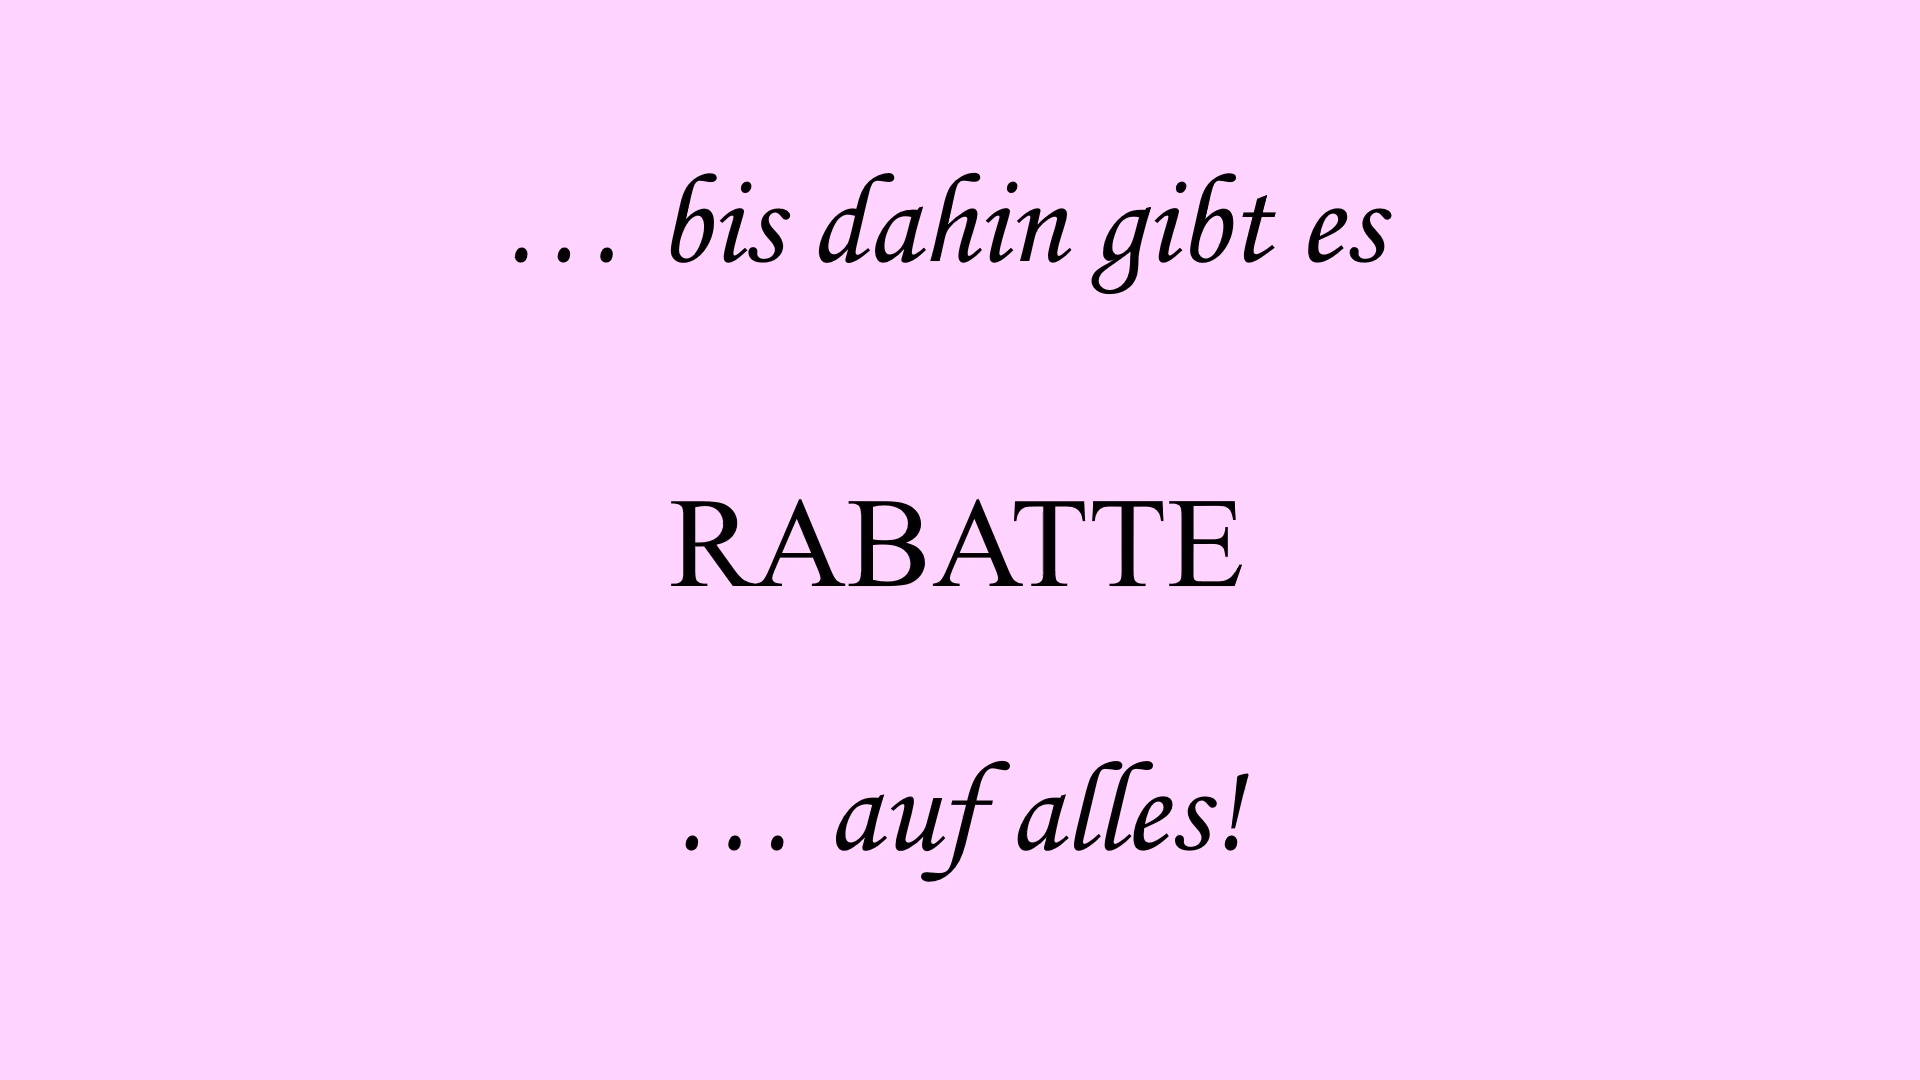 … bis dahin gibt es
RABATTE
… auf alles!